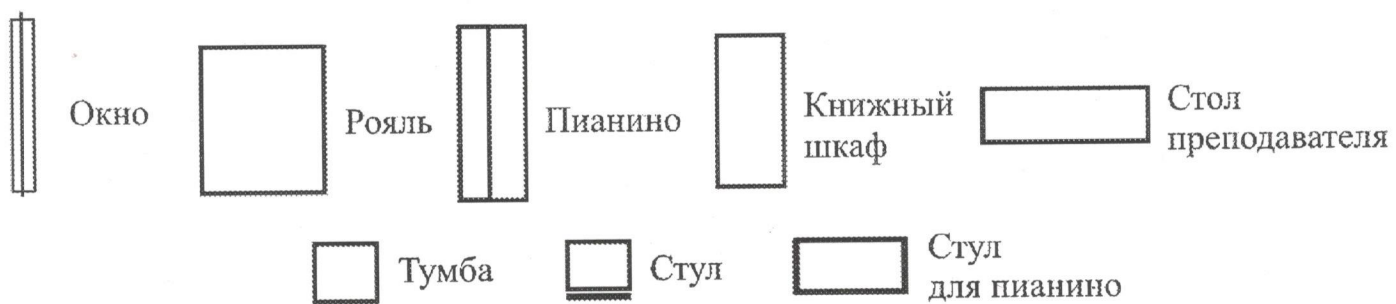 Окно
Рояль
Пианино
Книжный
шкаф
Стол
преподавателя
Тумба
Стул
Стул
для пианино